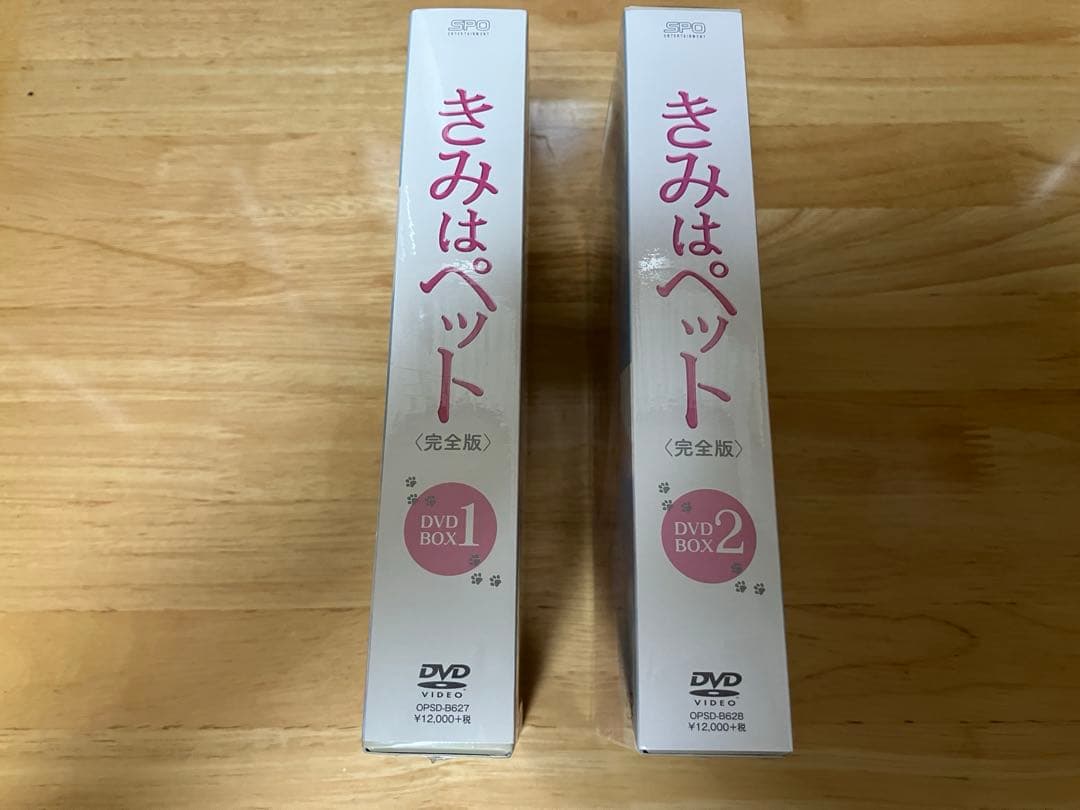 SPO
ENTERTAINMENT
きみはペット
〈完全版〉
DVD
BOX 1
DVD
VIDEO
OPSD-B627
¥12,000+税
SPO
ENTERTAINMENT
きみはペット
〈完全版〉
DVD
BOX 2
DVD
VIDEO
OPSD-B628
¥12,000+税